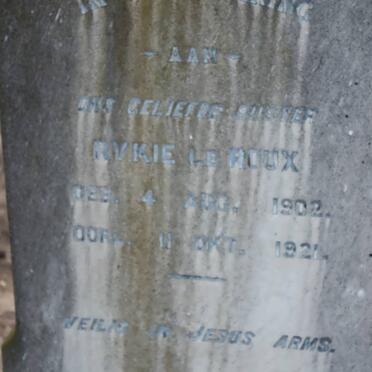 IN
- AAN -
ONS GELIEFDE SUSTER
RYKIE LE ROUX
GEB. 4 AUG. 1902.
OORL. 11 OKT. 1921.
VEILIG IN JESUS ARMS.